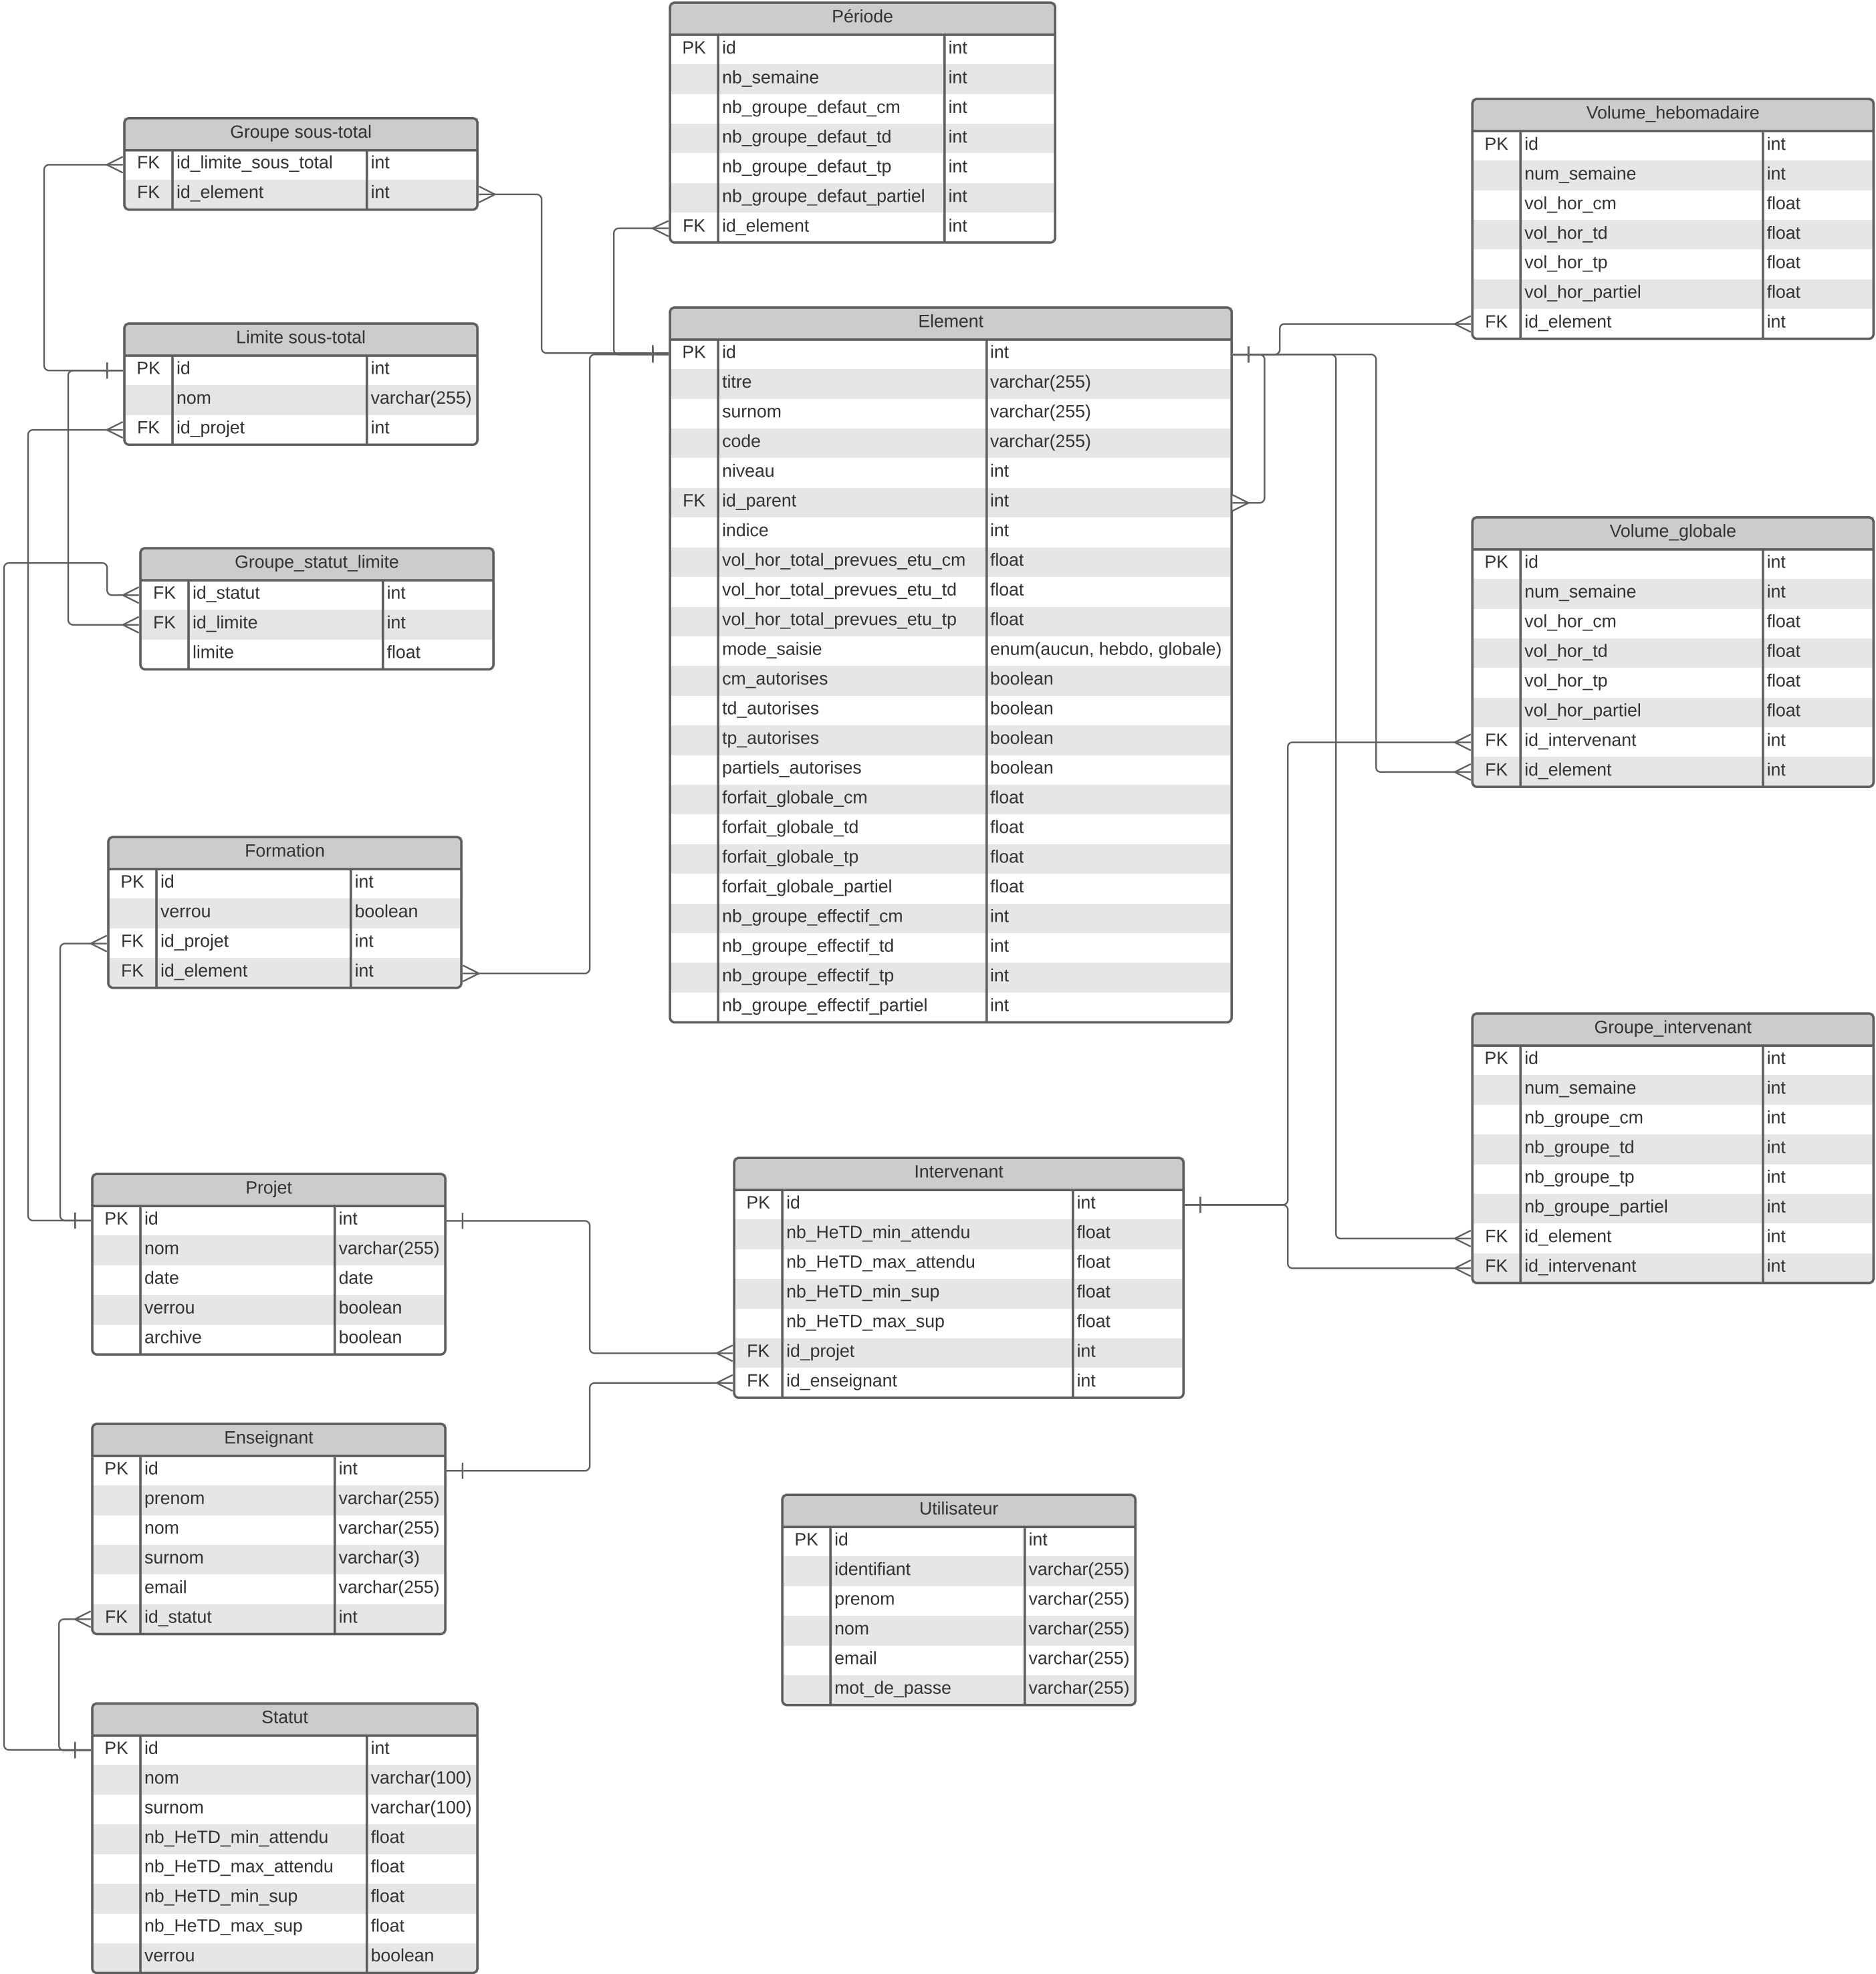 Période
PK id int
nb_semaine int
nb_groupe_defaut_cm int
nb_groupe_defaut_td int
nb_groupe_defaut_tp int
nb_groupe_defaut_partiel int
FK id_element int
Groupe sous-total
FK id_limite_sous_total int
FK id_element int
Limite sous-total
PK id int
nom varchar(255)
FK id_projet int
Groupe_statut_limite
FK id_statut int
FK id_limite int
limite float
Formation
PK id int
verrou boolean
FK id_projet int
FK id_element int
Projet
PK id int
nom varchar(255)
date date
verrou boolean
archive boolean
Enseignant
PK id int
prenom varchar(255)
nom varchar(255)
surnom varchar(3)
email varchar(255)
FK id_statut int
Statut
PK id int
nom varchar(100)
surnom varchar(100)
nb_HeTD_min_attendu float
nb_HeTD_max_attendu float
nb_HeTD_min_sup float
nb_HeTD_max_sup float
verrou boolean
Element
PK id int
titre varchar(255)
surnom varchar(255)
code varchar(255)
niveau int
FK id_parent int
indice int
vol_hor_total_prevues_etu_cm float
vol_hor_total_prevues_etu_td float
vol_hor_total_prevues_etu_tp float
mode_saisie enum(aucun, hebdo, globale)
cm_autorises boolean
td_autorises boolean
tp_autorises boolean
partiels_autorises boolean
forfait_globale_cm float
forfait_globale_td float
forfait_globale_tp float
forfait_globale_partiel float
nb_groupe_effectif_cm int
nb_groupe_effectif_td int
nb_groupe_effectif_tp int
nb_groupe_effectif_partiel int
Intervenant
PK id int
nb_HeTD_min_attendu float
nb_HeTD_max_attendu float
nb_HeTD_min_sup float
nb_HeTD_max_sup float
FK id_projet int
FK id_enseignant int
Utilisateur
PK id int
identifiant varchar(255)
prenom varchar(255)
nom varchar(255)
email varchar(255)
mot_de_passe varchar(255)
Volume_hebomadaire
PK id int
num_semaine int
vol_hor_cm float
vol_hor_td float
vol_hor_tp float
vol_hor_partiel float
FK id_element int
Volume_globale
PK id int
num_semaine int
vol_hor_cm float
vol_hor_td float
vol_hor_tp float
vol_hor_partiel float
FK id_intervenant int
FK id_element int
Groupe_intervenant
PK id int
num_semaine int
nb_groupe_cm int
nb_groupe_td int
nb_groupe_tp int
nb_groupe_partiel int
FK id_element int
FK id_intervenant int